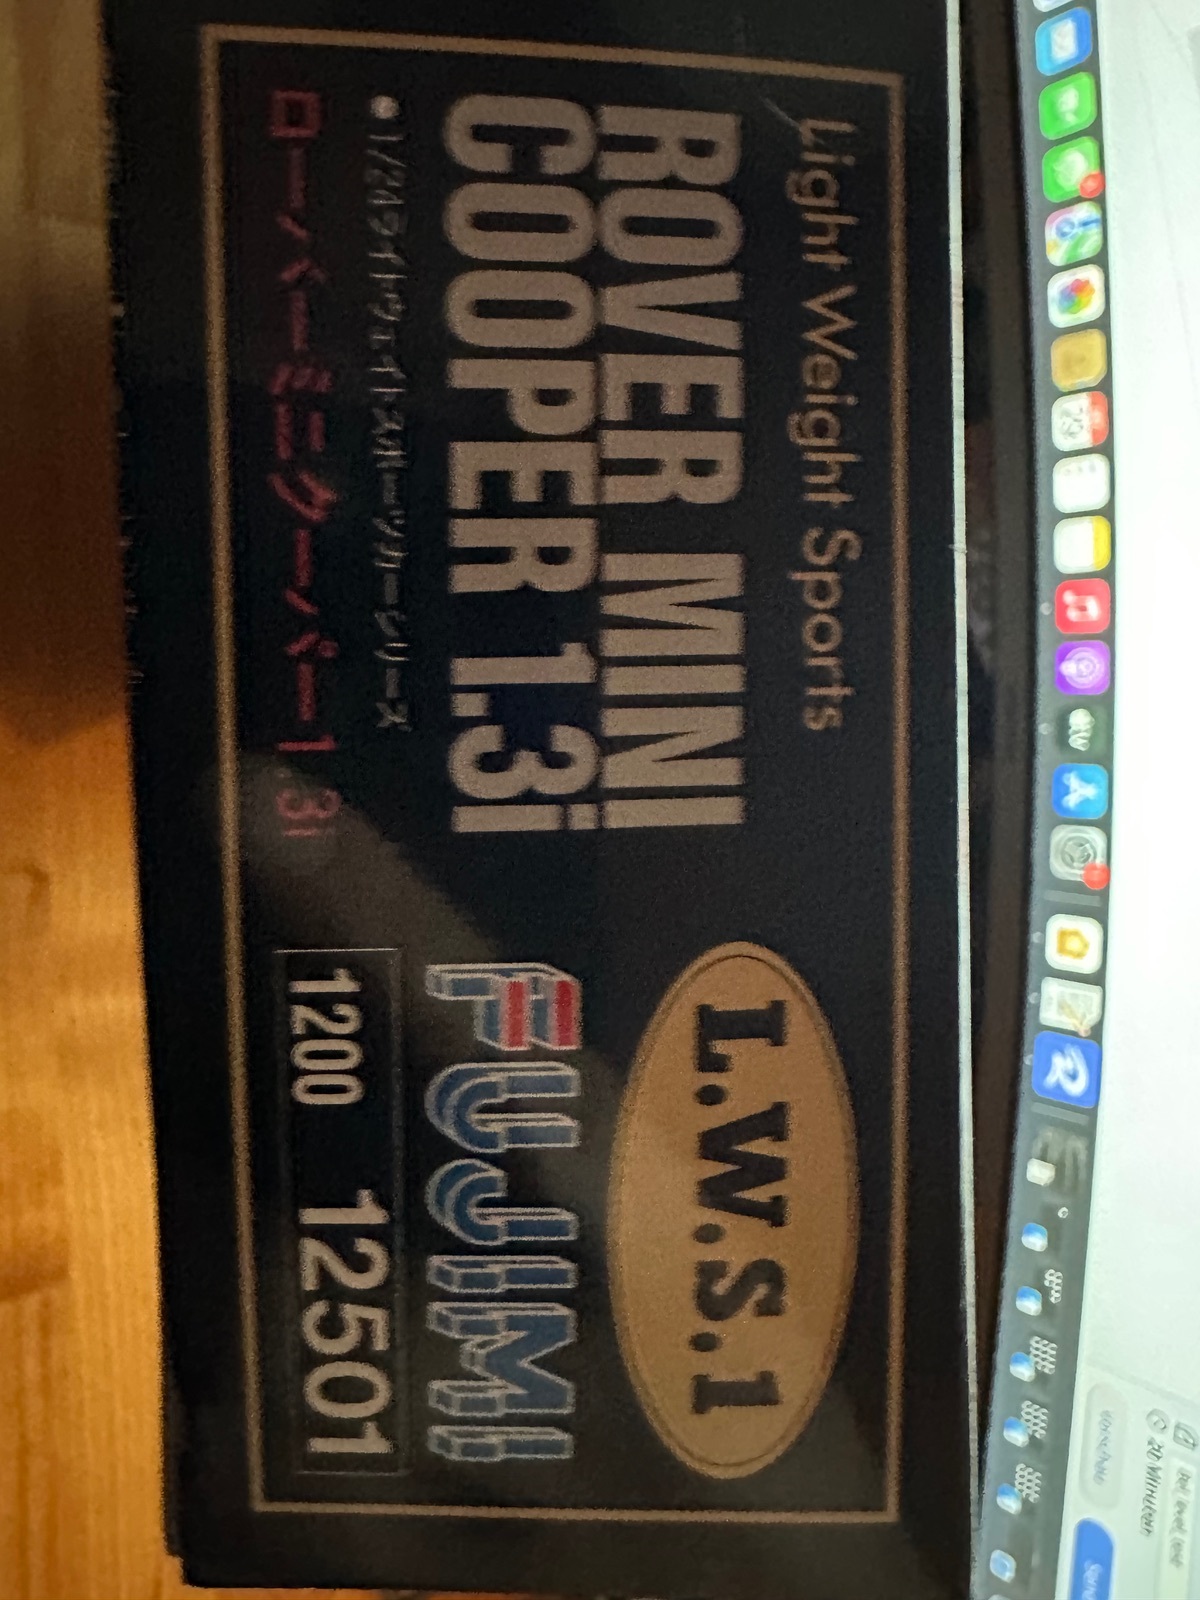 Light Weight Sports
ROVER MINI
COOPER 1.3i
●1/24ライトウェイトスポーツカーシリーズ
ローバーミニクーパー1.3i
L.W.S.1
FUJIMI
1200 12501